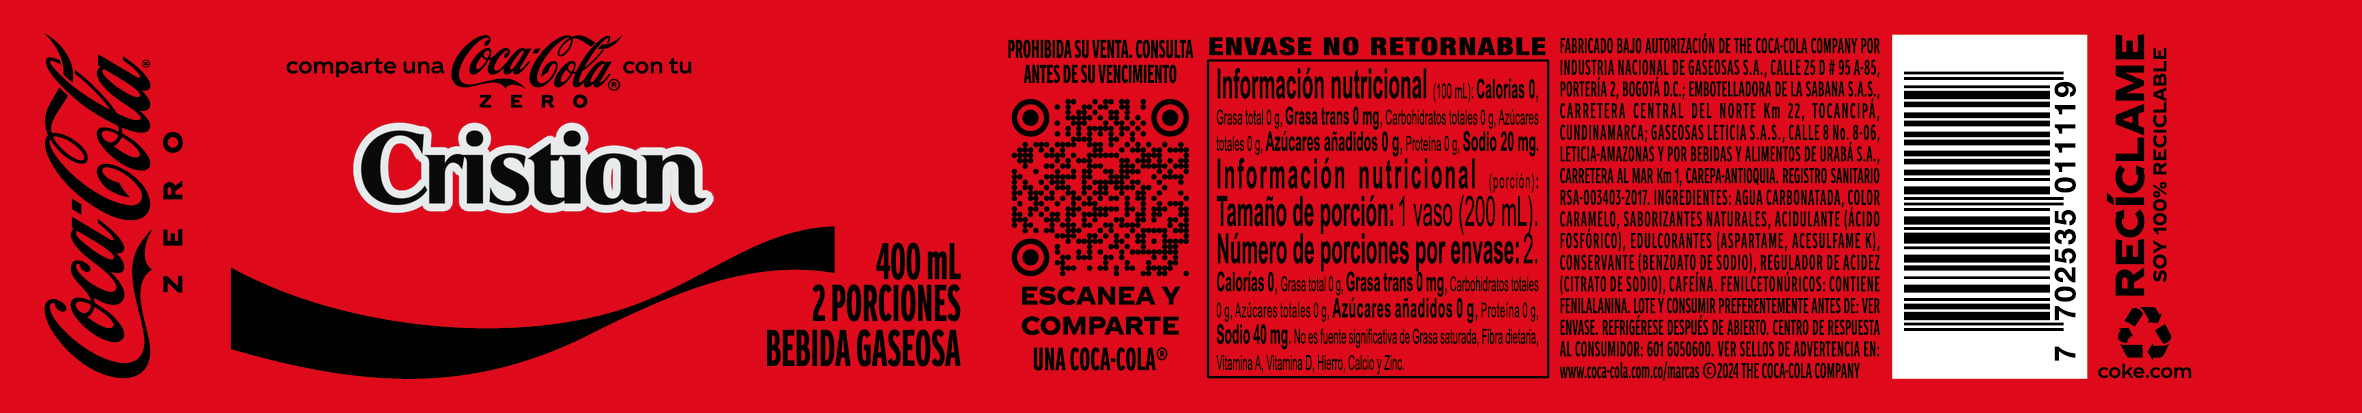 Coca-Cola®
ZERO
comparte una Coca-Cola® con tu
ZERO
Cristian
400 mL
2 PORCIONES
BEBIDA GASEOSA
PROHIBIDA SU VENTA. CONSULTA
ANTES DE SU VENCIMIENTO
ESCANEA Y
COMPARTE
UNA COCA-COLA®
ENVASE NO RETORNABLE
Información nutricional (100 mL): Calorías 0,
Grasa total 0 g, Grasa trans 0 mg, Carbohidratos totales 0 g, Azúcares
totales 0 g, Azúcares añadidos 0 g, Proteína 0 g, Sodio 20 mg.
Información nutricional (porción):
Tamaño de porción: 1 vaso (200 mL).
Número de porciones por envase: 2.
Calorías 0, Grasa total 0 g, Grasa trans 0 mg, Carbohidratos totales
0 g, Azúcares totales 0 g, Azúcares añadidos 0 g, Proteína 0 g,
Sodio 40 mg. No es fuente significativa de Grasa saturada, Fibra dietaria,
Vitamina A, Vitamina D, Hierro, Calcio y Zinc.
FABRICADO BAJO AUTORIZACIÓN DE THE COCA-COLA COMPANY POR
INDUSTRIA NACIONAL DE GASEOSAS S.A., CALLE 25 D # 95 A-85,
PORTERÍA 2, BOGOTÁ D.C.; EMBOTELLADORA DE LA SABANA S.A.S.,
CARRETERA CENTRAL DEL NORTE Km 22, TOCANCIPÁ,
CUNDINAMARCA; GASEOSAS LETICIA S.A.S., CALLE 8 No. 8-06,
LETICIA-AMAZONAS Y POR BEBIDAS Y ALIMENTOS DE URABÁ S.A.,
CARRETERA AL MAR Km 1, CAREPA-ANTIOQUIA. REGISTRO SANITARIO
RSA-003403-2017. INGREDIENTES: AGUA CARBONATADA, COLOR
CARAMELO, SABORIZANTES NATURALES, ACIDULANTE (ÁCIDO
FOSFÓRICO), EDULCORANTES (ASPARTAME, ACESULFAME K),
CONSERVANTE (BENZOATO DE SODIO), REGULADOR DE ACIDEZ
(CITRATO DE SODIO), CAFEÍNA. FENILCETONÚRICOS: CONTIENE
FENILALANINA. LOTE Y CONSUMIR PREFERENTEMENTE ANTES DE: VER
ENVASE. REFRIGÉRESE DESPUÉS DE ABIERTO. CENTRO DE RESPUESTA
AL CONSUMIDOR: 601 6050600. VER SELLOS DE ADVERTENCIA EN:
www.coca-cola.com.co/marcas ©2024 THE COCA-COLA COMPANY
7 702535 011119
RECÍCLAME
SOY 100% RECICLABLE
coke.com